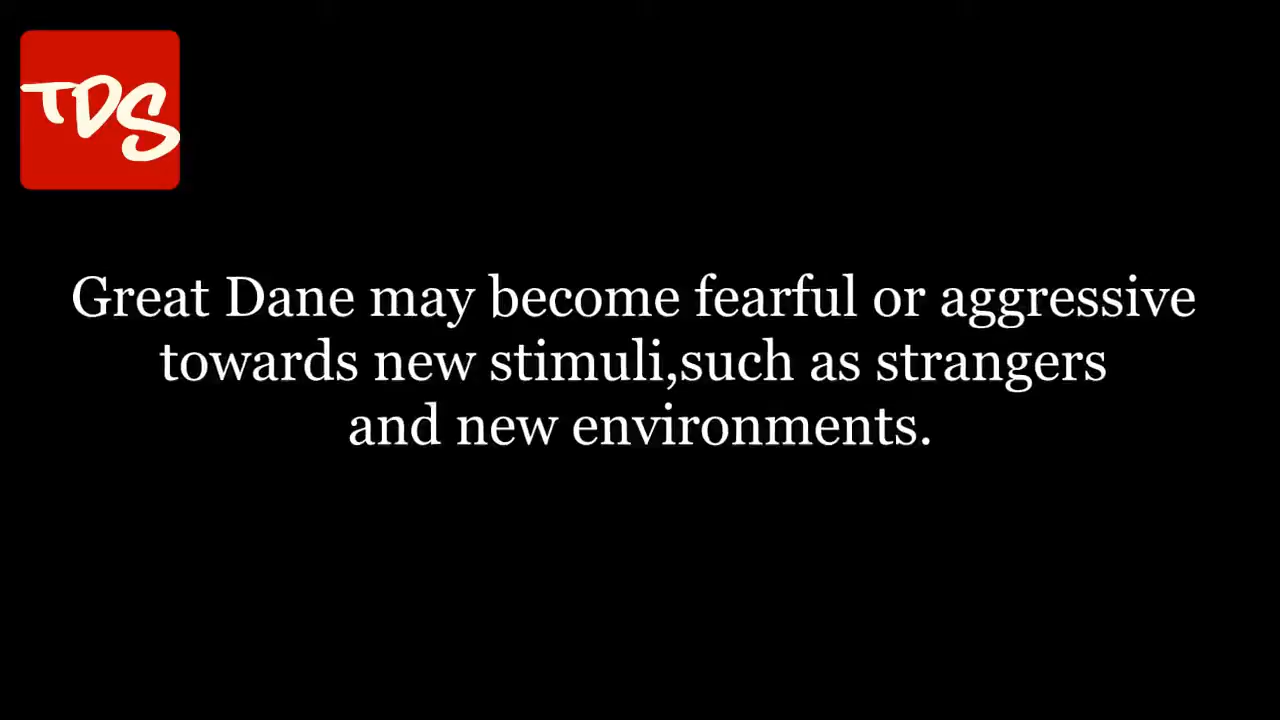 TDS
Great Dane may become fearful or aggressive
towards new stimuli,such as strangers
and new environments.